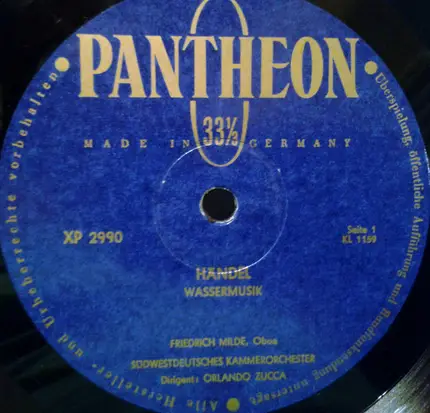 • PANTHEON •
33⅓
MADE IN GERMANY
XP 2990
Seite 1
KL 1159
HÄNDEL
WASSERMUSIK
FRIEDRICH MILDE, Oboe
SÜDWESTDEUTSCHES KAMMERORCHESTER
Dirigent: ORLANDO ZUCCA
• Alle Hersteller- und Urheberrechte vorbehalten • Überspielung, öffentliche Aufführung und Rundfunksendung untersagt